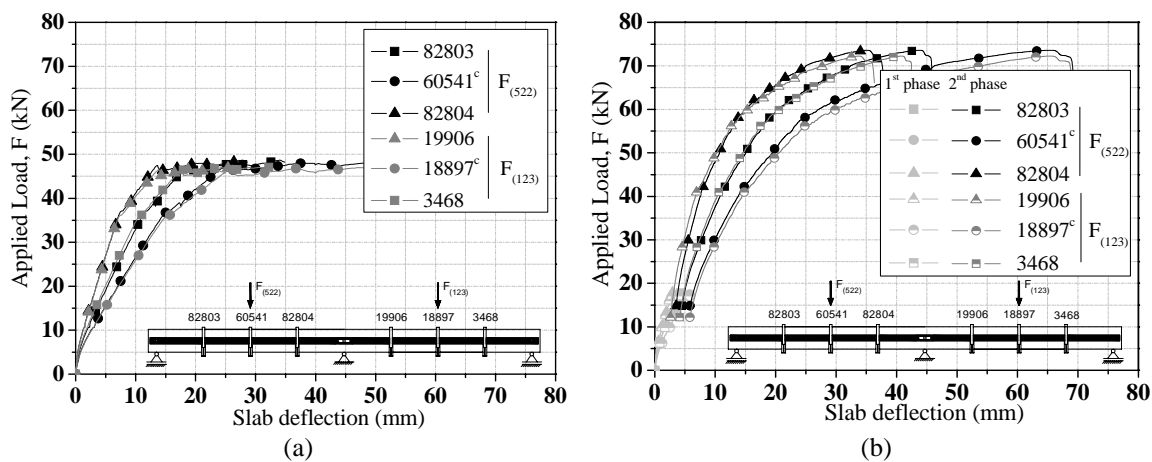 80
70
60
50
40
30
20
10
0
Applied Load, F (kN)
0 10 20 30 40 50 60 70 80
Slab deflection (mm)
82803
60541c
82804
F(522)
19906
18897c
3468
F(123)
F(522) F(123)
82803 60541 82804 19906 18897 3468
(a)
80
70
60
50
40
30
20
10
0
Applied Load, F (kN)
0 10 20 30 40 50 60 70 80
Slab deflection (mm)
1st phase 2nd phase
82803
60541c
82804
F(522)
19906
18897c
3468
F(123)
F(522) F(123)
82803 60541 82804 19906 18897 3468
(b)